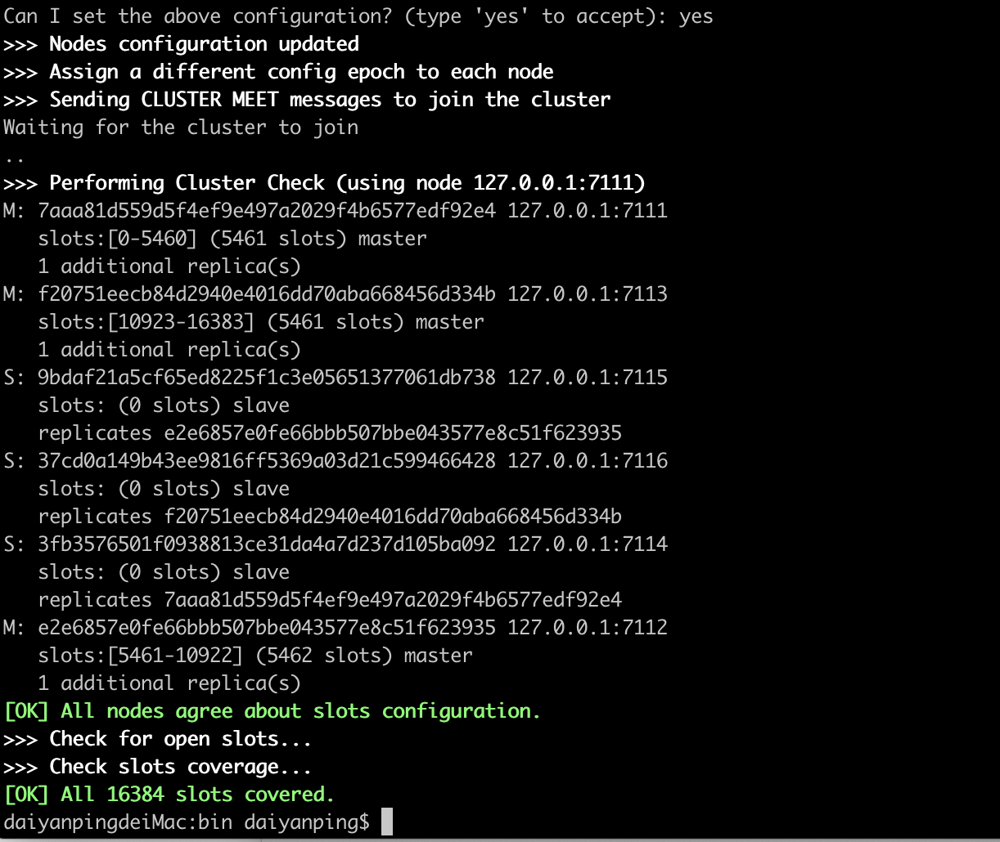 Can I set the above configuration? (type 'yes' to accept): yes
>>> Nodes configuration updated
>>> Assign a different config epoch to each node
>>> Sending CLUSTER MEET messages to join the cluster
Waiting for the cluster to join
..
>>> Performing Cluster Check (using node 127.0.0.1:7111)
M: 7aaa81d559d5f4ef9e497a2029f4b6577edf92e4 127.0.0.1:7111
   slots:[0-5460] (5461 slots) master
   1 additional replica(s)
M: f20751eecb84d2940e4016dd70aba668456d334b 127.0.0.1:7113
   slots:[10923-16383] (5461 slots) master
   1 additional replica(s)
S: 9bdaf21a5cf65ed8225f1c3e05651377061db738 127.0.0.1:7115
   slots: (0 slots) slave
   replicates e2e6857e0fe66bbb507bbe043577e8c51f623935
S: 37cd0a149b43ee9816ff5369a03d21c599466428 127.0.0.1:7116
   slots: (0 slots) slave
   replicates f20751eecb84d2940e4016dd70aba668456d334b
S: 3fb3576501f0938813ce31da4a7d237d105ba092 127.0.0.1:7114
   slots: (0 slots) slave
   replicates 7aaa81d559d5f4ef9e497a2029f4b6577edf92e4
M: e2e6857e0fe66bbb507bbe043577e8c51f623935 127.0.0.1:7112
   slots:[5461-10922] (5462 slots) master
   1 additional replica(s)
[OK] All nodes agree about slots configuration.
>>> Check for open slots...
>>> Check slots coverage...
[OK] All 16384 slots covered.
daiyanpingdeiMac:bin daiyanping$